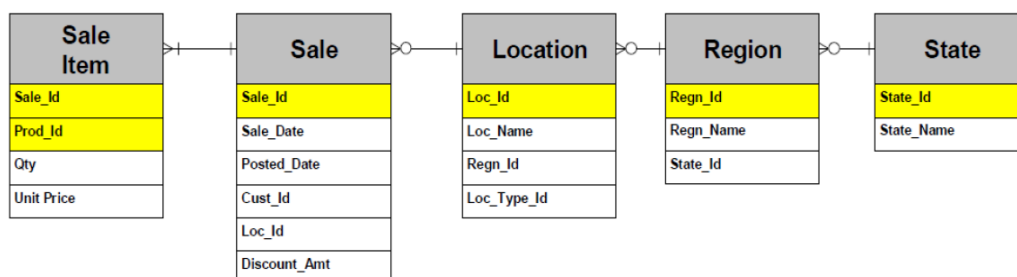 Sale
Item
Sale_Id
Prod_Id
Qty
Unit Price
Sale
Sale_Id
Sale_Date
Posted_Date
Cust_Id
Loc_Id
Discount_Amt
Location
Loc_Id
Loc_Name
Regn_Id
Loc_Type_Id
Region
Regn_Id
Regn_Name
State_Id
State
State_Id
State_Name